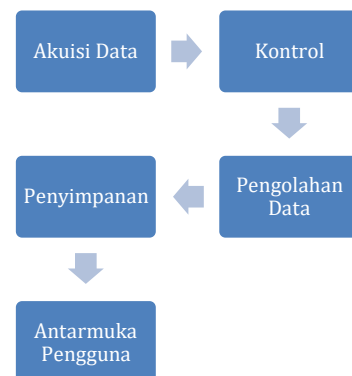 Akuisi Data
Kontrol
Pengolahan
Data
Penyimpanan
Antarmuka
Pengguna